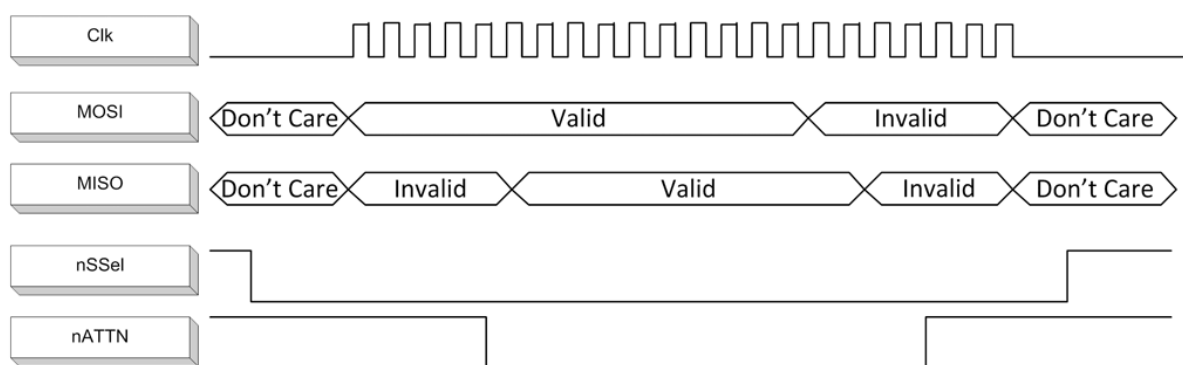 Clk
MOSI Don't Care Valid Invalid Don't Care
MISO Don't Care Invalid Valid Invalid Don't Care
nSSel
nATTN